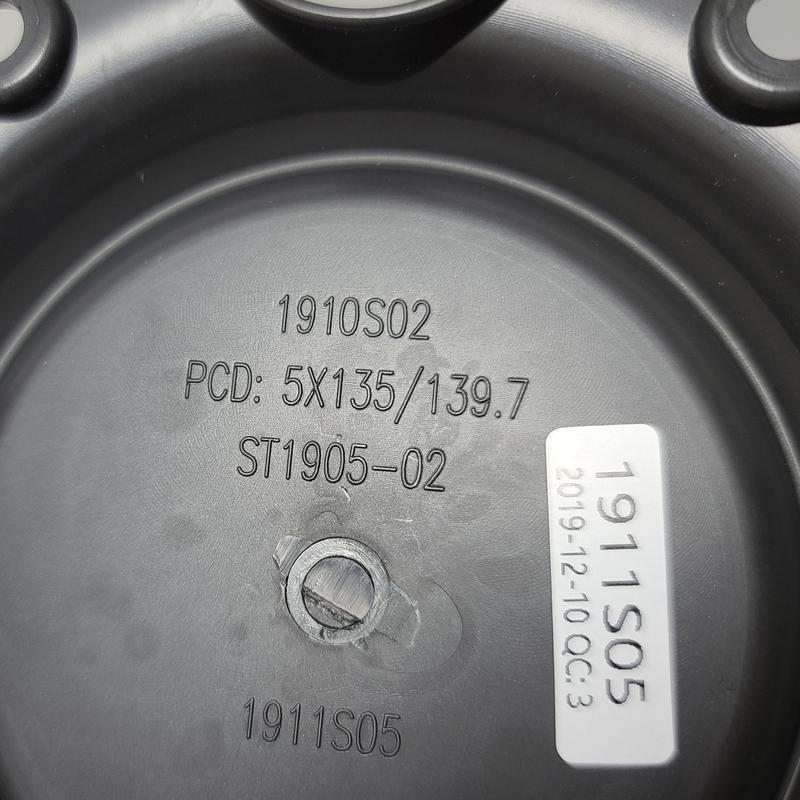 1910S02
PCD: 5X135/139.7
ST1905-02
1911S05
1911S05
2019-12-10 QC: 3